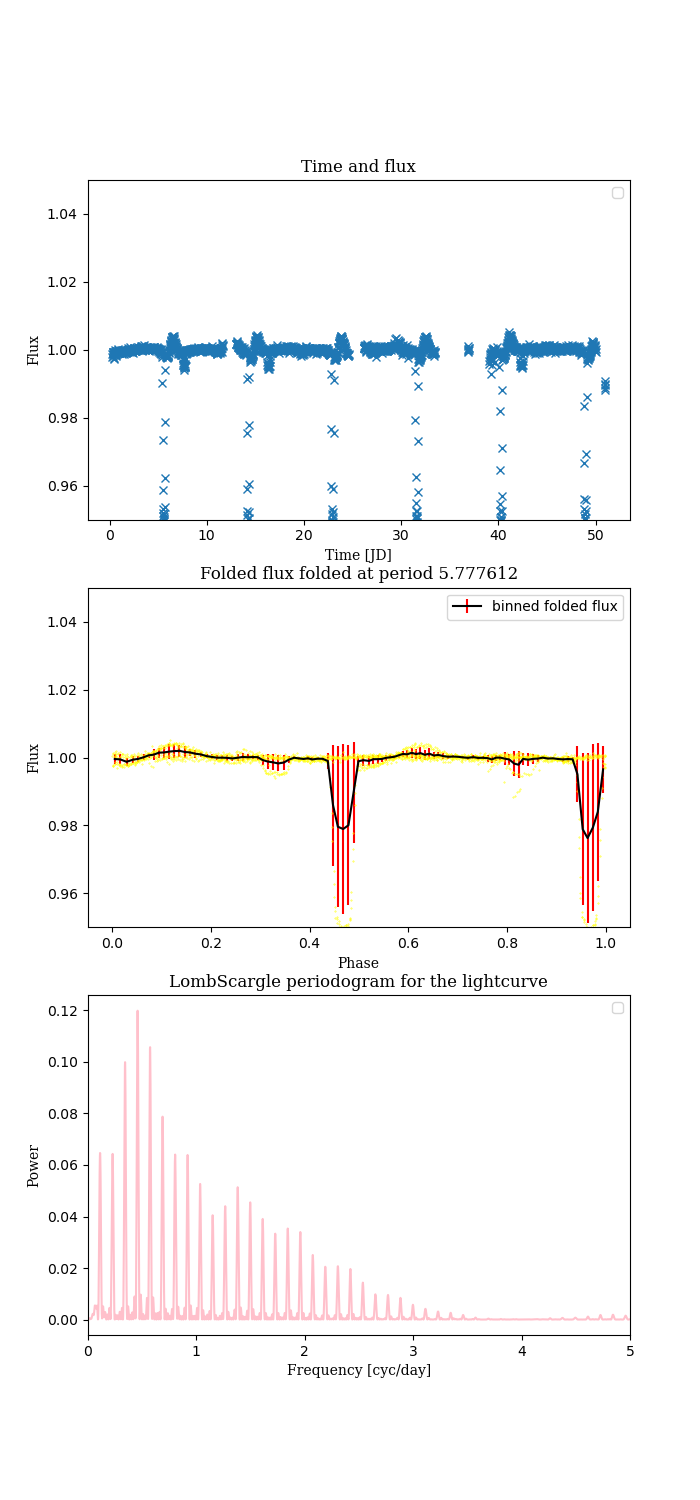 Time and flux
1.04
1.02
1.00
0.98
0.96
Flux
0 10 20 30 40 50
Time [JD]
Folded flux folded at period 5.777612
binned folded flux
1.04
1.02
1.00
0.98
0.96
Flux
0.0 0.2 0.4 0.6 0.8 1.0
Phase
LombScargle periodogram for the lightcurve
0.12
0.10
0.08
0.06
0.04
0.02
0.00
Power
0 1 2 3 4 5
Frequency [cyc/day]